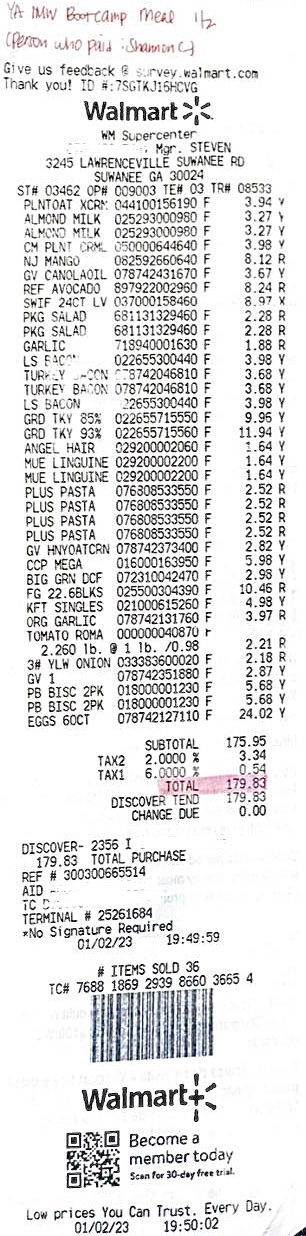 YA IMW Bootcamp Meal 1/2
(Person who paid: Shannon C)
Give us feedback @ survey.walmart.com
Thank you! ID #:7SGTKJ16HCVG
Walmart
WM Supercenter
Mgr. STEVEN
3245 LAWRENCEVILLE SUWANEE RD
SUWANEE GA 30024
ST# 03462 OP# 009003 TE# 03 TR# 08533
PLNTOAT XCRM 044100156190 F 3.94 Y
ALMOND MILK 025293000980 F 3.27 Y
ALMOND MILK 025293000980 F 3.27 Y
CM PLNT CRML 050000644640 F 3.98 Y
NJ MANGO 082592660640 F 8.12 R
GV CANOLAOIL 078742431670 F 3.67 Y
REF AVOCADO 897922002960 F 8.24 R
SWIF 24CT LV 037000158460 8.97 X
PKG SALAD 681131329460 F 2.28 R
PKG SALAD 681131329460 F 2.28 R
GARLIC 718940001630 F 1.88 R
LS BACON 022655300440 F 3.98 Y
TURKEY BACON 078742046810 F 3.68 Y
TURKEY BACON 078742046810 F 3.68 Y
LS BACON 022655300440 F 3.98 Y
GRD TKY 85% 022655715550 F 9.96 Y
GRD TKY 93% 022655715560 F 11.94 Y
ANGEL HAIR 029200002060 F 1.64 Y
MUE LINGUINE 029200002200 F 1.64 Y
MUE LINGUINE 029200002200 F 1.64 Y
PLUS PASTA 076808533550 F 2.52 R
PLUS PASTA 076808533550 F 2.52 R
PLUS PASTA 076808533550 F 2.52 R
PLUS PASTA 076808533550 F 2.52 R
GV HNYOATCRN 078742373400 F 2.82 Y
CCP MEGA 016000163950 F 5.98 Y
BIG GRN DCF 072310042470 F 2.98 Y
FG 22.6BLKS 025500304390 F 10.46 R
KFT SINGLES 021000615260 F 4.98 Y
ORG GARLIC 078742131760 F 3.97 R
TOMATO ROMA 000000040870 F
2.260 lb. @ 1 lb. /0.98 2.21 R
3# YLW ONION 033383600020 F 2.18 R
GV 1 078742351880 F 2.87 Y
PB BISC 2PK 018000001230 F 5.68 Y
PB BISC 2PK 018000001230 F 5.68 Y
EGGS 60CT 078742127110 F 24.02 Y
SUBTOTAL 175.95
TAX2 2.0000 % 3.34
TAX1 6.0000 % 0.54
TOTAL 179.83
DISCOVER TEND 179.83
CHANGE DUE 0.00
DISCOVER- 2356 I
179.83 TOTAL PURCHASE
REF # 300300665514
AID
TC
TERMINAL # 25261684
*No Signature Required
01/02/23 19:49:59
# ITEMS SOLD 36
TC# 7688 1869 2939 8660 3665 4
Walmart+
Become a
member today
Scan for 30-day free trial.
Low prices You Can Trust. Every Day.
01/02/23 19:50:02